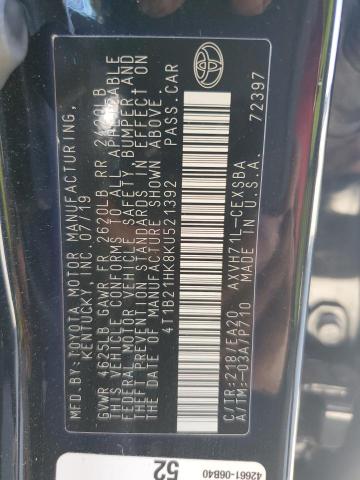 MFD. BY: TOYOTA MOTOR MANUFACTURING,
KENTUCKY, INC. 07/19
GVWR 4625LB GAWR FR 2620LB RR 2620LB
THIS VEHICLE CONFORMS TO ALL APPLICABLE
FEDERAL MOTOR VEHICLE SAFETY, BUMPER, AND
THEFT PREVENTION STANDARDS IN EFFECT ON
THE DATE OF MANUFACTURE SHOWN ABOVE.
4T1B21HK8KU521392 PASS.CAR
C/TR:218/EA20 AXVH71L-CEXSBA
A/TM:-03A/P710 MADE IN U.S.A. 72397
42661-06B40
52